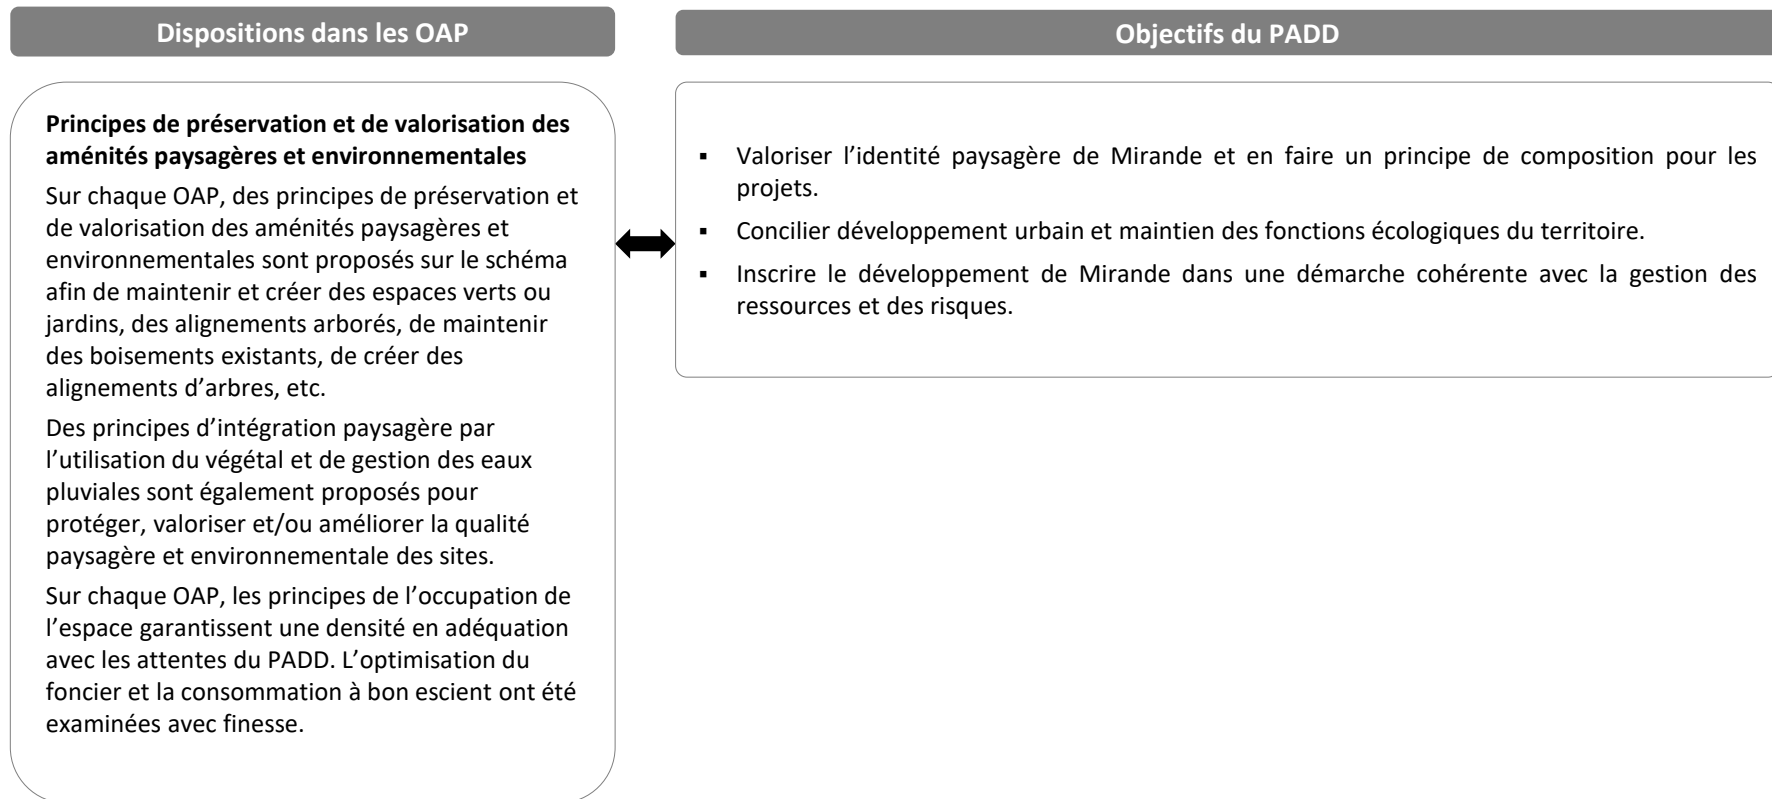 Dispositions dans les OAP
Objectifs du PADD
Principes de préservation et de valorisation des
aménités paysagères et environnementales
Sur chaque OAP, des principes de préservation et
de valorisation des aménités paysagères et
environnementales sont proposés sur le schéma
afin de maintenir et créer des espaces verts ou
jardins, des alignements arborés, de maintenir
des boisements existants, de créer des
alignements d’arbres, etc.
Des principes d’intégration paysagère par
l’utilisation du végétal et de gestion des eaux
pluviales sont également proposés pour
protéger, valoriser et/ou améliorer la qualité
paysagère et environnementale des sites.
Sur chaque OAP, les principes de l’occupation de
l’espace garantissent une densité en adéquation
avec les attentes du PADD. L’optimisation du
foncier et la consommation à bon escient ont été
examinées avec finesse.
▪ Valoriser l’identité paysagère de Mirande et en faire un principe de composition pour les
projets.
▪ Concilier développement urbain et maintien des fonctions écologiques du territoire.
▪ Inscrire le développement de Mirande dans une démarche cohérente avec la gestion des
ressources et des risques.